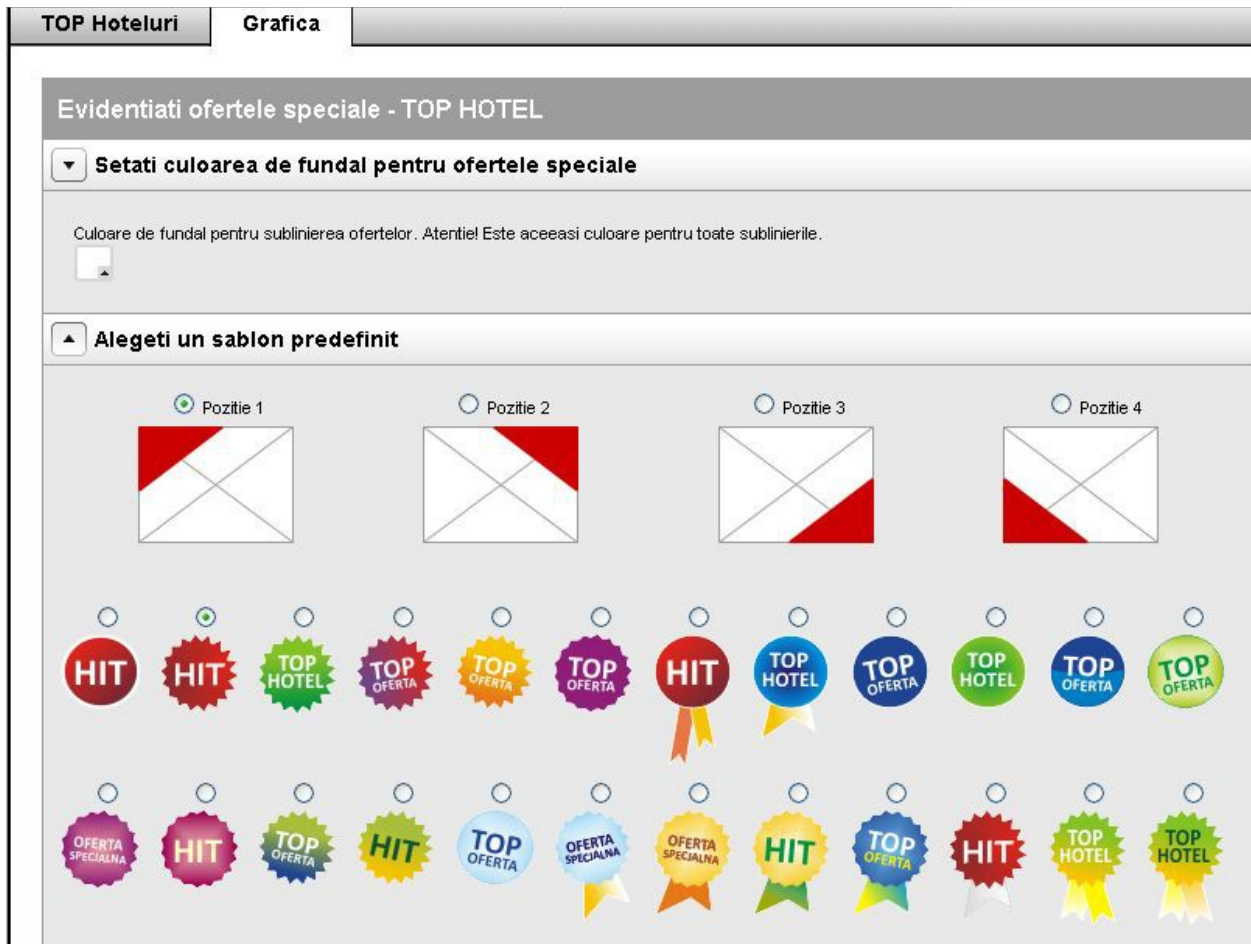 TOP Hoteluri
Grafica
Evidentiati ofertele speciale - TOP HOTEL
Setati culoarea de fundal pentru ofertele speciale
Culoare de fundal pentru sublinierea ofertelor. Atentie! Este aceeasi culoare pentru toate sublinierile.
Alegeti un sablon predefinit
Pozitie 1
Pozitie 2
Pozitie 3
Pozitie 4
HIT
HIT
TOP
HOTEL
TOP
OFERTA
TOP
OFERTA
TOP
OFERTA
HIT
TOP
HOTEL
TOP
OFERTA
TOP
HOTEL
TOP
OFERTA
TOP
OFERTA
OFERTA
SPECIALNA
HIT
TOP
OFERTA
HIT
TOP
OFERTA
OFERTA
SPECIALNA
OFERTA
SPECIALNA
HIT
TOP
OFERTA
HIT
TOP
HOTEL
TOP
HOTEL